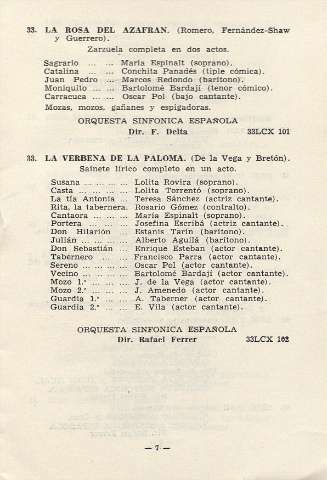 33. LA ROSA DEL AZAFRAN. (Romero, Fernández-Shaw
y Guerrero).
Zarzuela completa en dos actos.
Sagrario ... ... María Espinalt (soprano).
Catalina ... ... Conchita Panadés (tiple cómica).
Juan Pedro ... Marcos Redondo (barítono).
Moniquito ... ... Bartolomé Bardají (tenor cómico).
Carracuca ... ... Oscar Pol (bajo cantante).
Mozas, mozos, gañanes y espigadoras.
ORQUESTA SINFONICA ESPAÑOLA
Dir. F. Delta 33LCX 101
33. LA VERBENA DE LA PALOMA. (De la Vega y Bretón).
Sainete lírico completo en un acto.
Susana ... ... ... Lolita Rovira (soprano).
Casta ... ... ... Lolita Torrentó (soprano).
La tía Antonia ... Teresa Sánchez (actriz cantante).
Rita, la tabernera. Rosario Gómez (contralto).
Cantaora ... ... María Espinalt (soprano).
Portera ... ... Josefina Escribá (actriz cantante).
Don Hilarión ... Estanis Tarín (barítono).
Julián ... ... ... Alberto Agullá (barítono).
Don Sebastián .. Enrique Esteban (actor cantante).
Tabernero ... ... Francisco Parra (actor cantante).
Sereno ... ... ... Oscar Pol (actor cantante).
Vecino ... ... ... Bartolomé Bardají (actor cantante).
Mozo 1.º ... ... ... J. de la Vega (actor cantante).
Mozo 2.º ... ... ... J. Amenedo (actor cantante).
Guardia 1.º ... ... A. Taberner (actor cantante).
Guardia 2.º ... ... E. Vila (actor cantante).
ORQUESTA SINFONICA ESPAÑOLA
Dir. Rafael Ferrer 33LCX 102
— 7 —